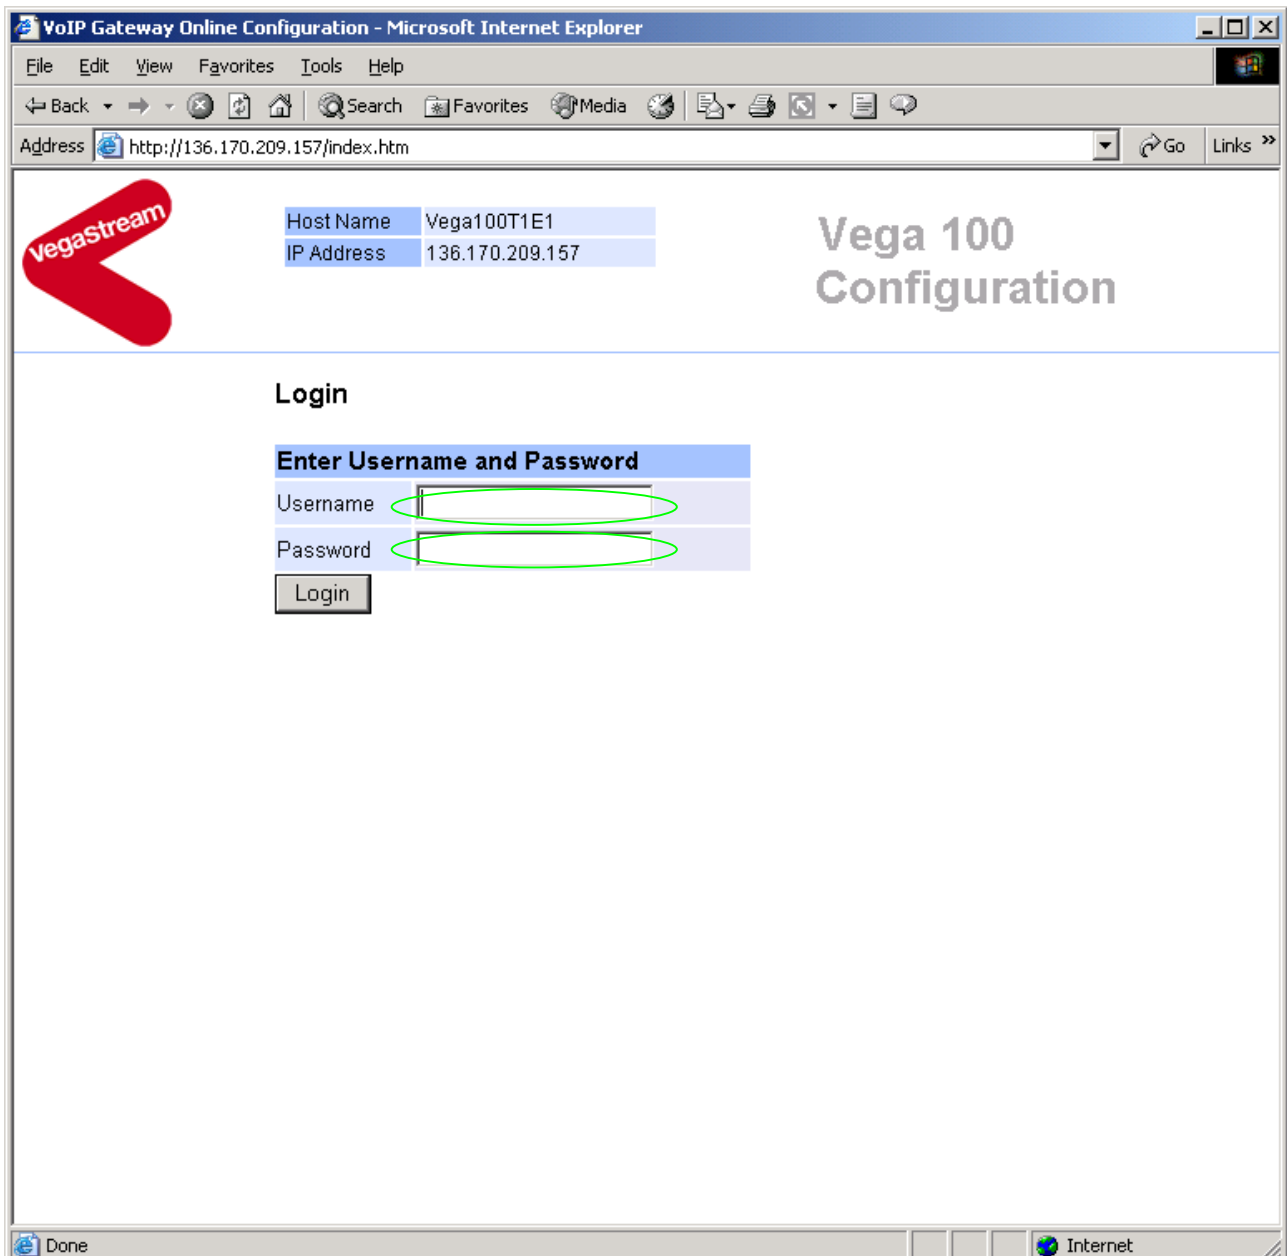 VoIP Gateway Online Configuration - Microsoft Internet Explorer
File Edit View Favorites Tools Help
Back Search Favorites Media
Address http://136.170.209.157/index.htm Go Links »
vegastream
Host Name Vega100T1E1
IP Address 136.170.209.157
Vega 100
Configuration
Login
Enter Username and Password
Username
Password
Login
Done Internet